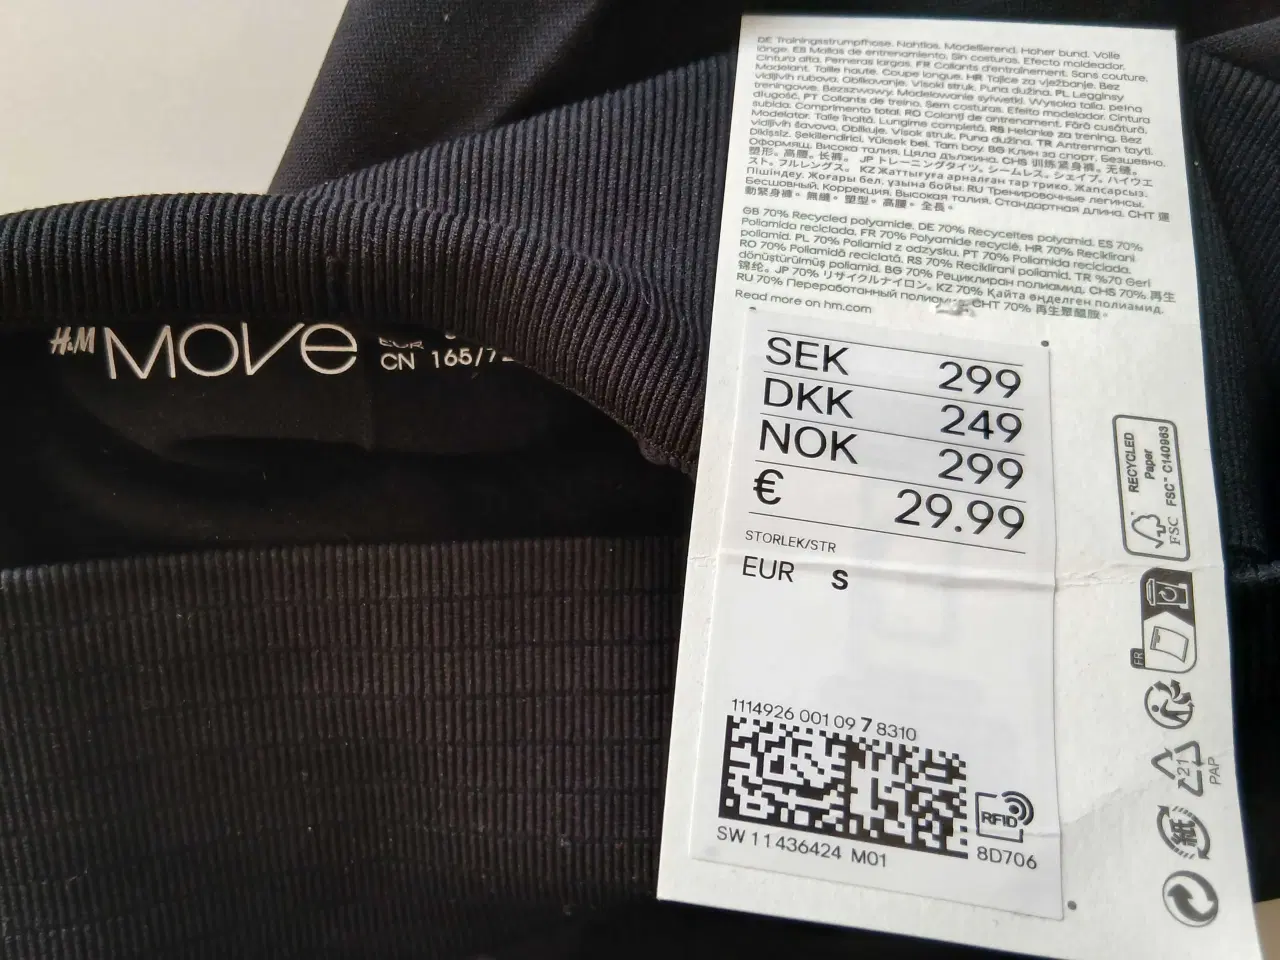 DE Trainingsstrumpfhose. Nahtlos. Modellierend. Hoher bund. Volle
länge. ES Mallas de entrenamiento. Sin costuras. Efecto moldeador.
Cintura alta. Perneras largas. FR Collants d'entraînement. Sans couture.
Modelant. Taille haute. Coupe longue. HR Tajice za vježbanje. Bez
vidljivih rubova. Oblikovanje. Visoki struk. Puna dužina. PL Legginsy
treningowe. Bezszwowy. Modelowanie sylwetki. Wysoka talia. pełna
długość. PT Collants de treino. Sem costuras. Efeito modelador. Cintura
subida. Comprimento total. RO Colanți de antrenament. Fără cusătură.
Modelator. Talie înaltă. Lungime completă. RS Helanke za trening. Bez
vidljivih šavova. Oblikuje. Visok struk. Puna dužina. TR Antrenman taytı.
Dikişsiz. Şekillendirici. Yüksek bel. Tam boy. BG Клин за спорт. Безшевно.
Оформящ. Висока талия. Цяла дължина. CHS 训练紧身裤。无缝。
塑形。高腰。长裤。 JP トレーニングタイツ。シームレス。シェイプ。ハイウエ
スト。フルレングス。 KZ Жаттығуға арналған тар трико. Жапсарсыз.
Пішіндеу. Жоғары бел. ұзына бойы. RU Тренировочные легинсы.
Бесшовный. Коррекция. Высокая талия. Стандартная длина. CHT 運
動緊身褲。無縫。塑型。高腰。全長。
GB 70% Recycled polyamide. DE 70% Recyceltes polyamid. ES 70%
Poliamida reciclada. FR 70% Polyamide recyclé. HR 70% Reciklirani
poliamid. PL 70% Poliamid z odzysku. PT 70% Poliamida reciclada.
RO 70% Poliamidă reciclată. RS 70% Reciklirani poliamid. TR %70 Geri
dönüştürülmüş poliamid. BG 70% Рециклиран полиамид. CHS 70% 再生
锦纶。 JP 70% リサイクルナイロン。 KZ 70% Қайта өңделген полиамид.
RU 70% Переработанный CHT 70% 再生聚醯胺。
Read more on hm.com
H&M MOVE
CN 165/7
SEK 299
DKK 249
NOK 299
€ 29.99
STORLEK/STR
EUR S
1114926 001 09 7 8310
RFID
SW 11436424 M01 8D706
RECYCLED
Paper
FSC™ C140963
FSC
FR
21
PAP
紙